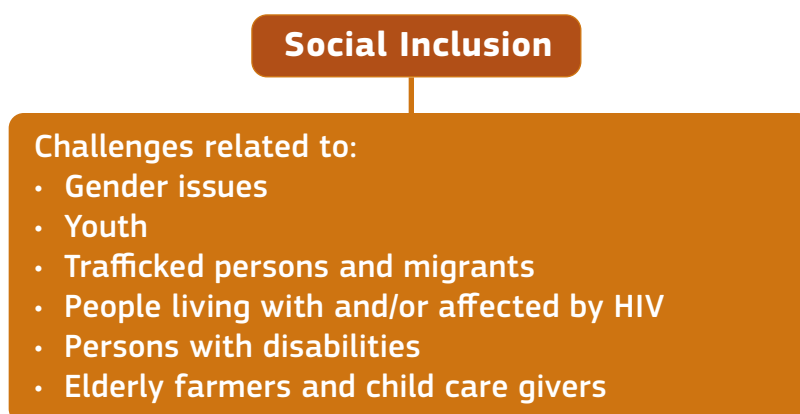 Social Inclusion
Challenges related to:
• Gender issues
• Youth
• Trafficked persons and migrants
• People living with and/or affected by HIV
• Persons with disabilities
• Elderly farmers and child care givers